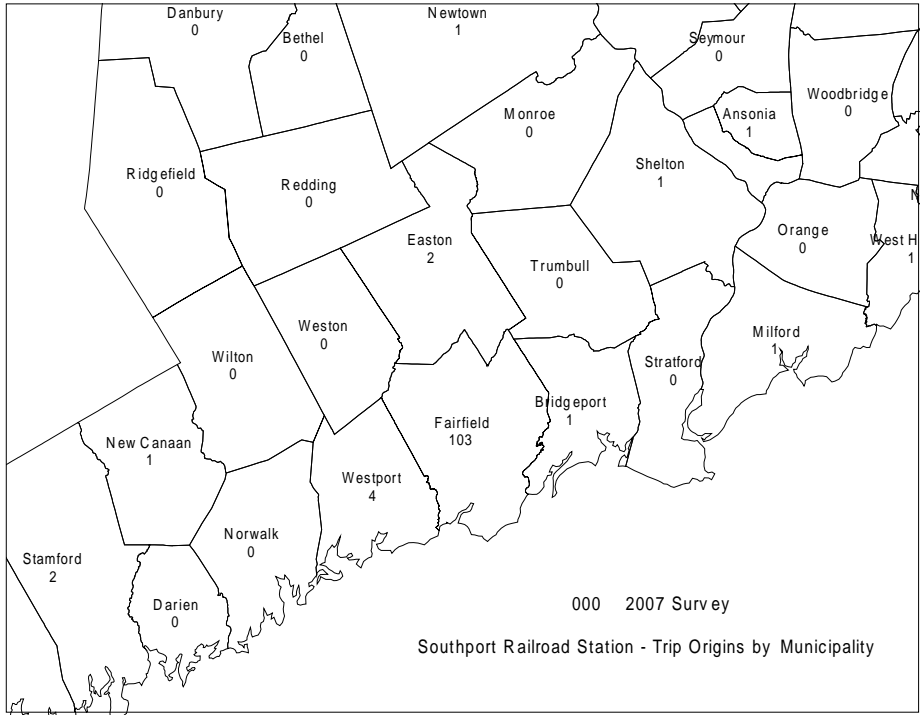 Danbury
0
Newtown
1
Bethel
0
Seymour
0
Woodbridge
0
Monroe
0
Ansonia
1
Ridgefield
0
Redding
0
Shelton
1
Easton
2
Orange
0
West H
1
N
Trumbull
0
Weston
0
Wilton
0
Milford
1
Stratford
0
Bridgeport
1
Fairfield
103
New Canaan
1
Westport
4
Norwalk
0
Stamford
2
Darien
0
000 2007 Survey
Southport Railroad Station - Trip Origins by Municipality